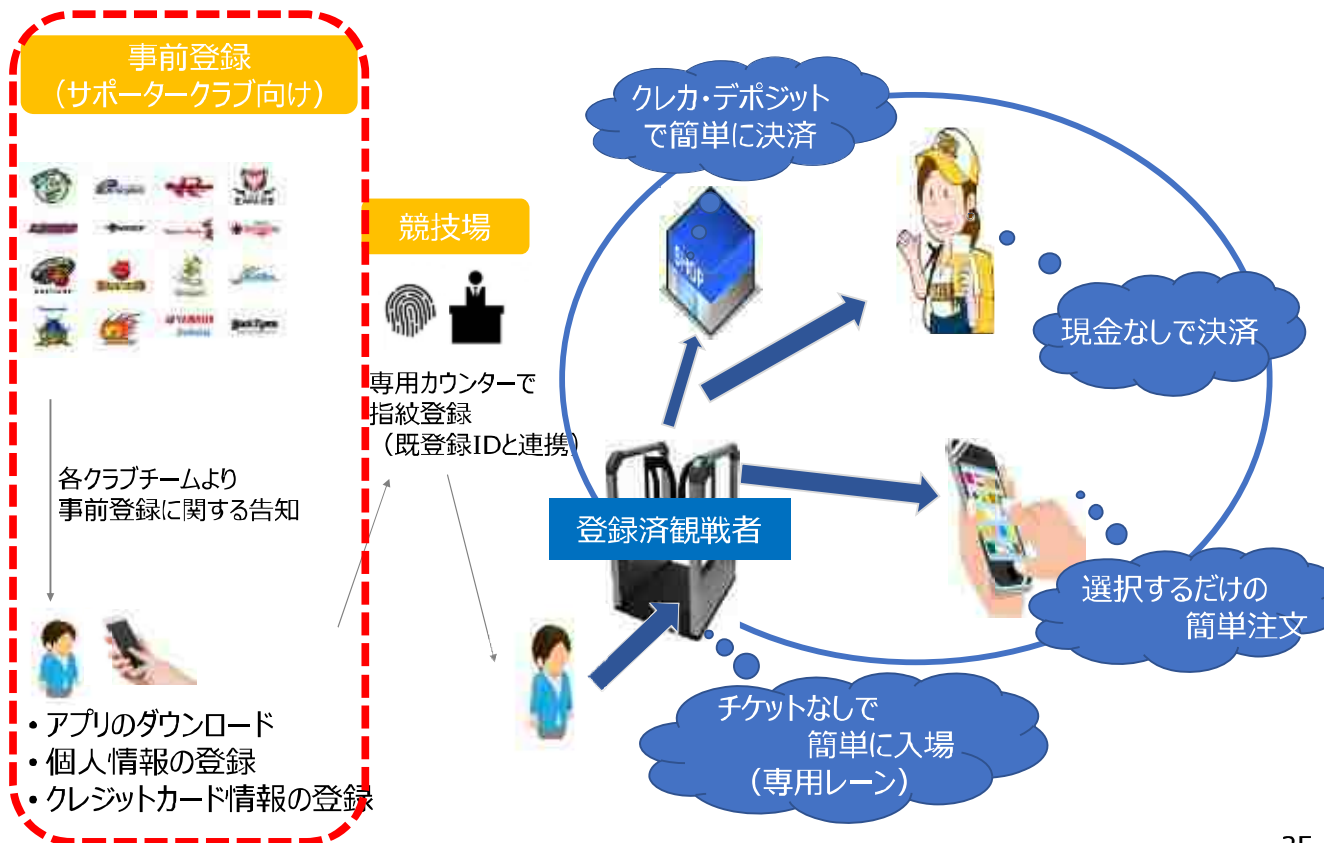 事前登録
（サポータークラブ向け）
競技場
専用カウンターで
指紋登録
（既登録IDと連携）
各クラブチームより
事前登録に関する告知
・アプリのダウンロード
・個人情報の登録
・クレジットカード情報の登録
クレカ・デポジット
で簡単に決済
SHOP
現金なしで決済
登録済観戦者
選択するだけの
簡単注文
チケットなしで
簡単に入場
（専用レーン）